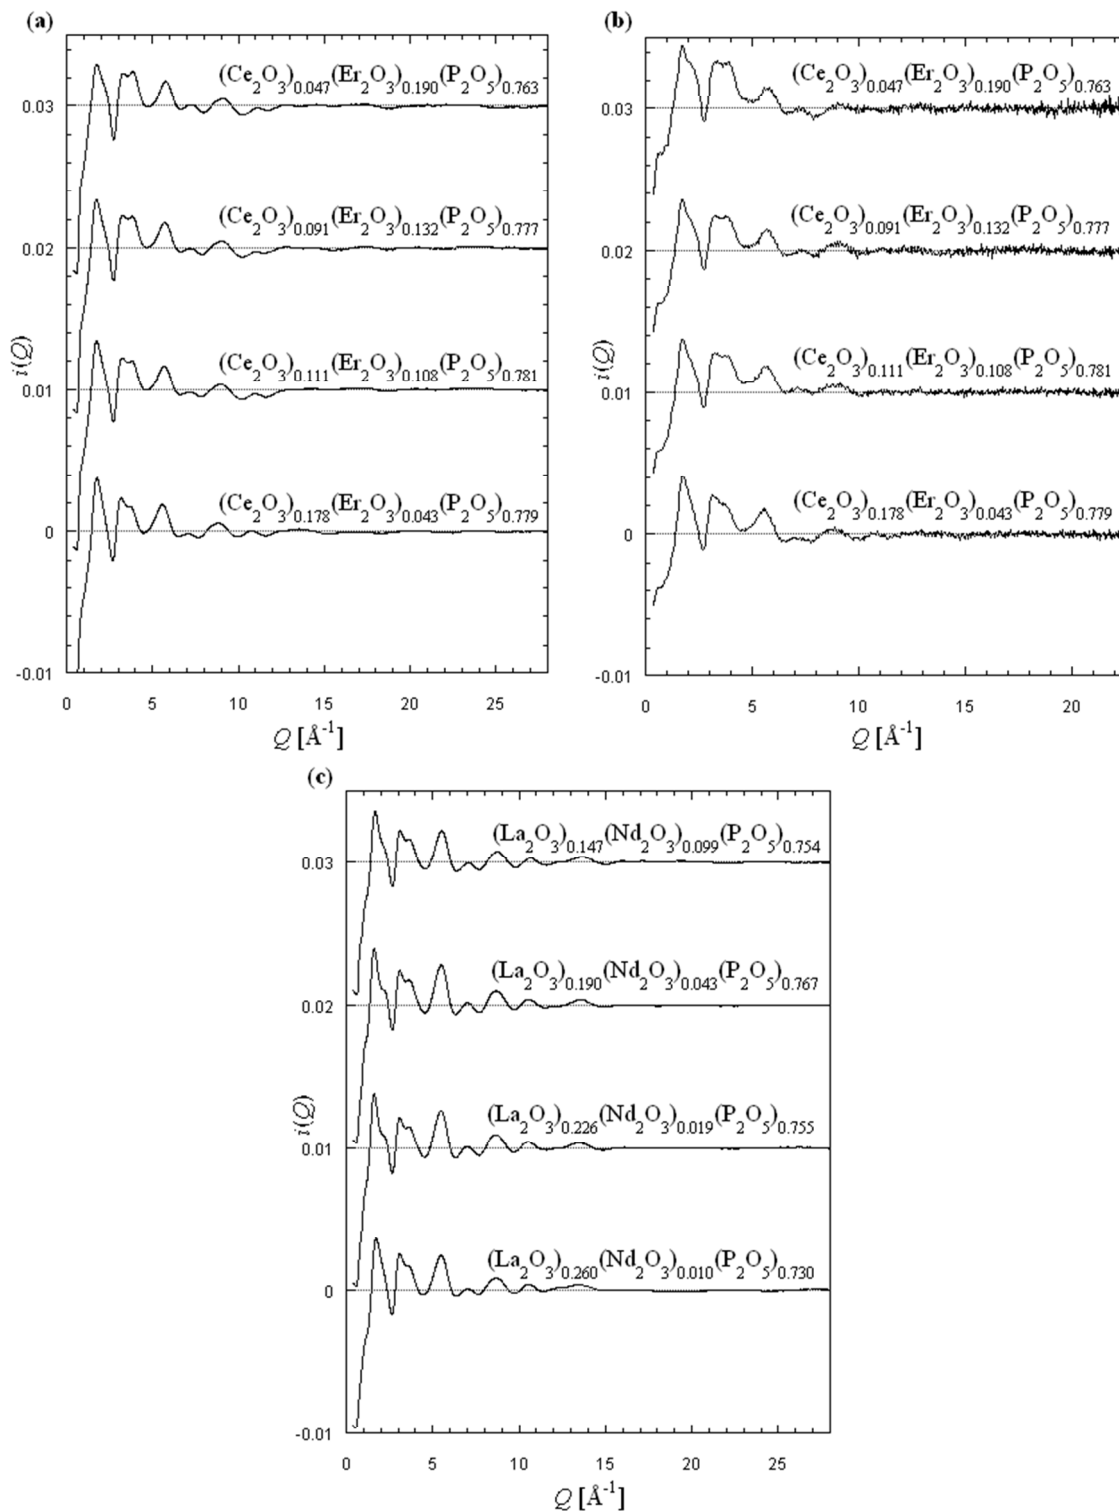 (a)
(Ce₂O₃)₀.₀₄₇(Er₂O₃)₀.₁₉₀(P₂O₅)₀.₇₆₃
0.03
(Ce₂O₃)₀.₀₉₁(Er₂O₃)₀.₁₃₂(P₂O₅)₀.₇₇₇
0.02
i(Q)
(Ce₂O₃)₀.₁₁₁(Er₂O₃)₀.₁₀₈(P₂O₅)₀.₇₈₁
0.01
(Ce₂O₃)₀.₁₇₈(Er₂O₃)₀.₀₄₃(P₂O₅)₀.₇₇₉
0
-0.01
0 5 10 15 20 25
Q [Å⁻¹]
(b)
(Ce₂O₃)₀.₀₄₇(Er₂O₃)₀.₁₉₀(P₂O₅)₀.₇₆₃
0.03
(Ce₂O₃)₀.₀₉₁(Er₂O₃)₀.₁₃₂(P₂O₅)₀.₇₇₇
0.02
i(Q)
(Ce₂O₃)₀.₁₁₁(Er₂O₃)₀.₁₀₈(P₂O₅)₀.₇₈₁
0.01
(Ce₂O₃)₀.₁₇₈(Er₂O₃)₀.₀₄₃(P₂O₅)₀.₇₇₉
0
-0.01
0 5 10 15 20
Q [Å⁻¹]
(c)
(La₂O₃)₀.₁₄₇(Nd₂O₃)₀.₀₉₉(P₂O₅)₀.₇₅₄
0.03
(La₂O₃)₀.₁₉₀(Nd₂O₃)₀.₀₄₃(P₂O₅)₀.₇₆₇
0.02
i(Q)
(La₂O₃)₀.₂₂₆(Nd₂O₃)₀.₀₁₉(P₂O₅)₀.₇₅₅
0.01
(La₂O₃)₀.₂₆₀(Nd₂O₃)₀.₀₁₀(P₂O₅)₀.₇₃₀
0
-0.01
0 5 10 15 20 25
Q [Å⁻¹]